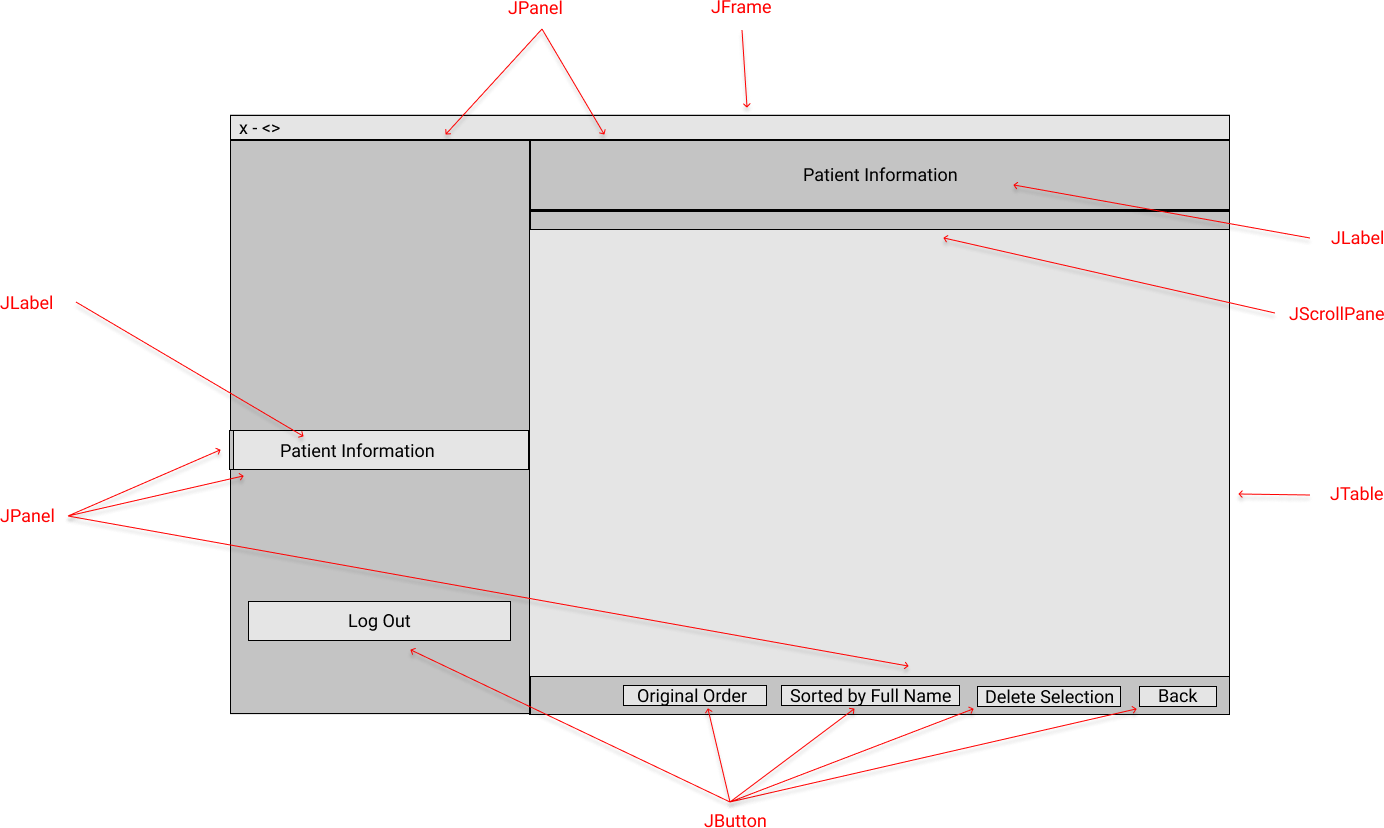 JPanel
JFrame
x - <>
Patient Information
JLabel
JLabel
JScrollPane
Patient Information
JTable
JPanel
Log Out
Original Order
Sorted by Full Name
Delete Selection
Back
JButton